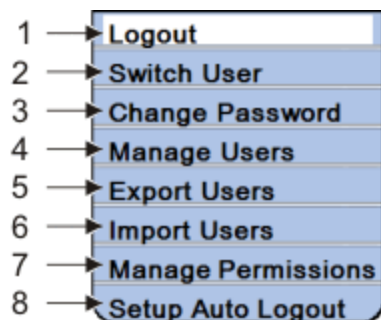 1 Logout
2 Switch User
3 Change Password
4 Manage Users
5 Export Users
6 Import Users
7 Manage Permissions
8 Setup Auto Logout